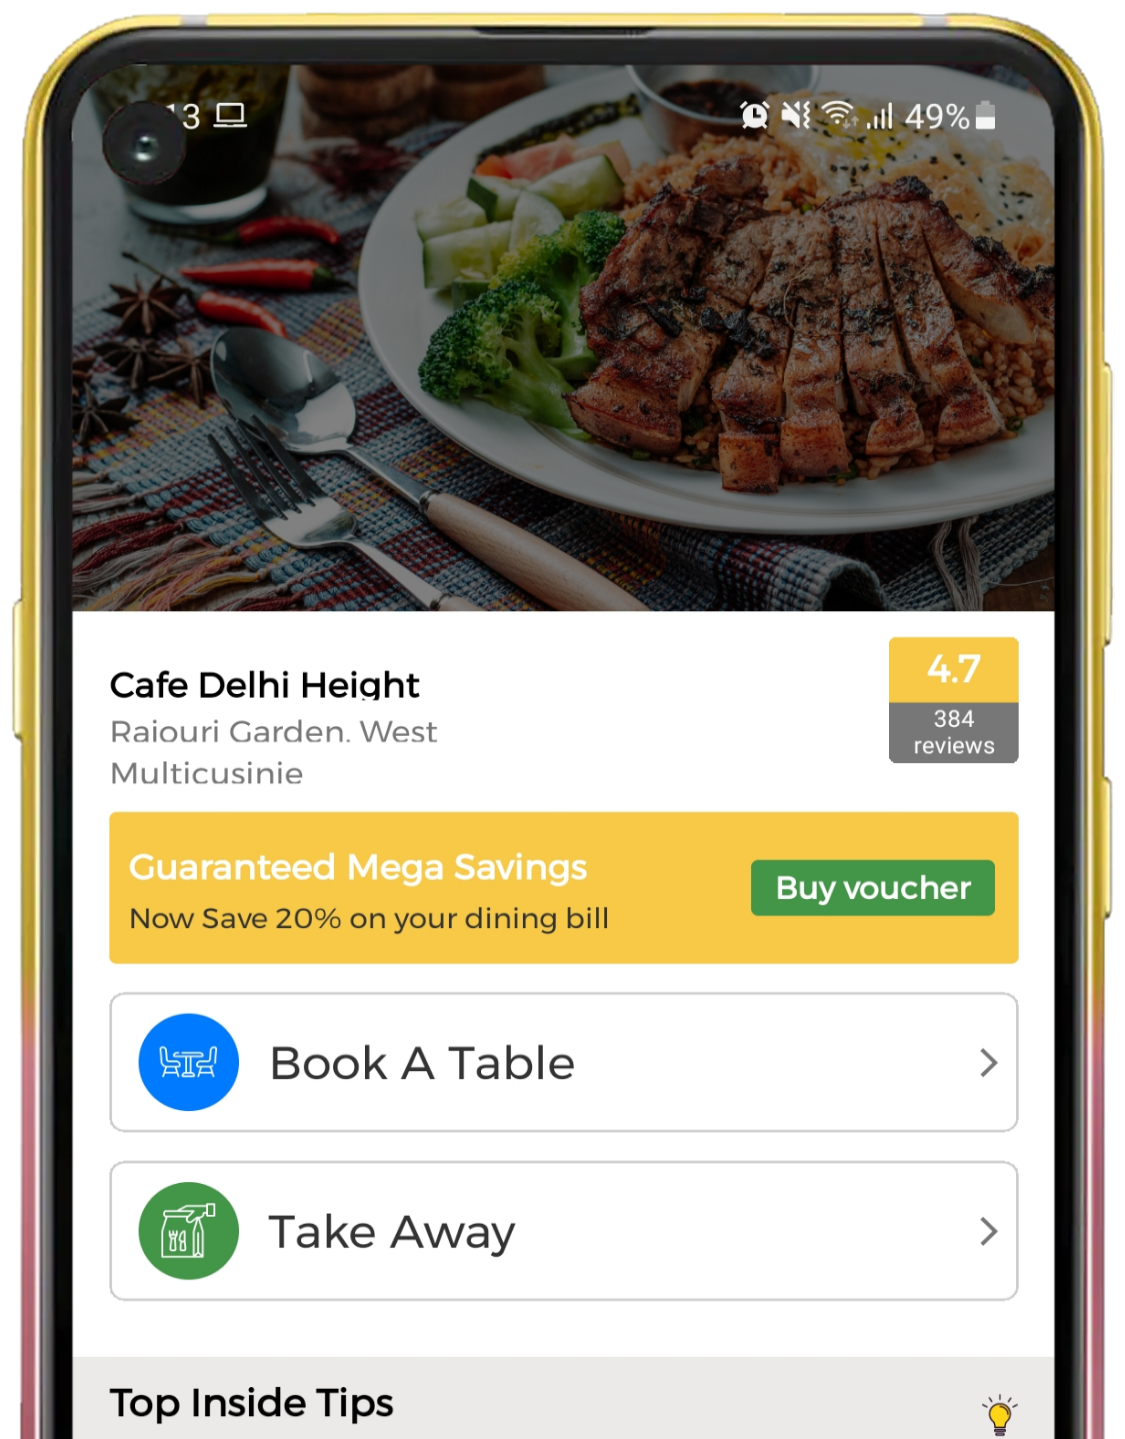 13
49%
Cafe Delhi Height
4.7
384
reviews
Raiouri Garden. West
Multicusinie
Guaranteed Mega Savings
Now Save 20% on your dining bill
Buy voucher
Book A Table
Take Away
Top Inside Tips